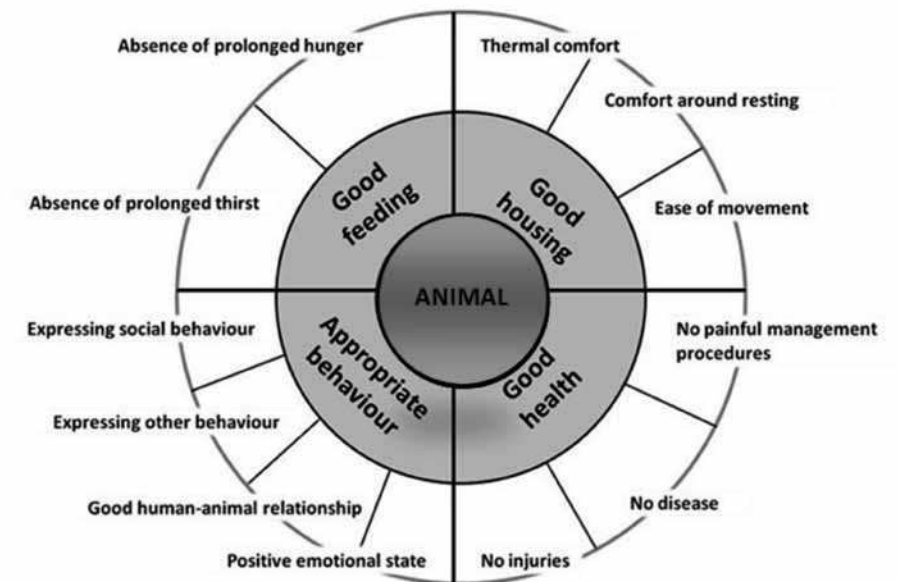 Absence of prolonged hunger
Thermal comfort
Comfort around resting
Absence of prolonged thirst
Good
feeding
Good
housing
Ease of movement
ANIMAL
Expressing social behaviour
Appropriate
behaviour
Good
health
No painful management
procedures
Expressing other behaviour
Good human-animal relationship
No disease
Positive emotional state
No injuries